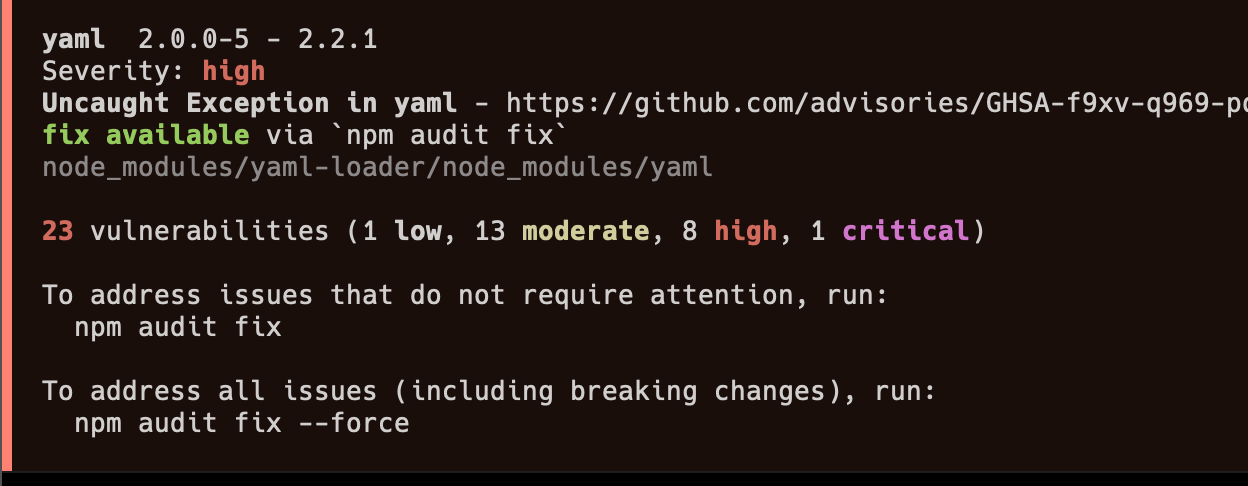 yaml  2.0.0-5 - 2.2.1
Severity: high
Uncaught Exception in yaml - https://github.com/advisories/GHSA-f9xv-q969-
fix available via `npm audit fix`
node_modules/yaml-loader/node_modules/yaml
23 vulnerabilities (1 low, 13 moderate, 8 high, 1 critical)
To address issues that do not require attention, run:
  npm audit fix
To address all issues (including breaking changes), run:
  npm audit fix --force